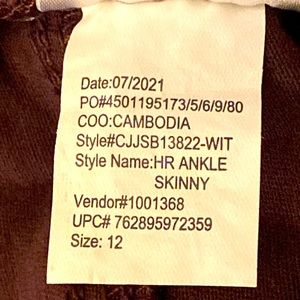 Date:07/2021
PO#4501195173/5/6/9/80
COO:CAMBODIA
Style#CJJSB13822-WIT
Style Name:HR ANKLE
SKINNY
Vendor#1001368
UPC# 762895972359
Size: 12